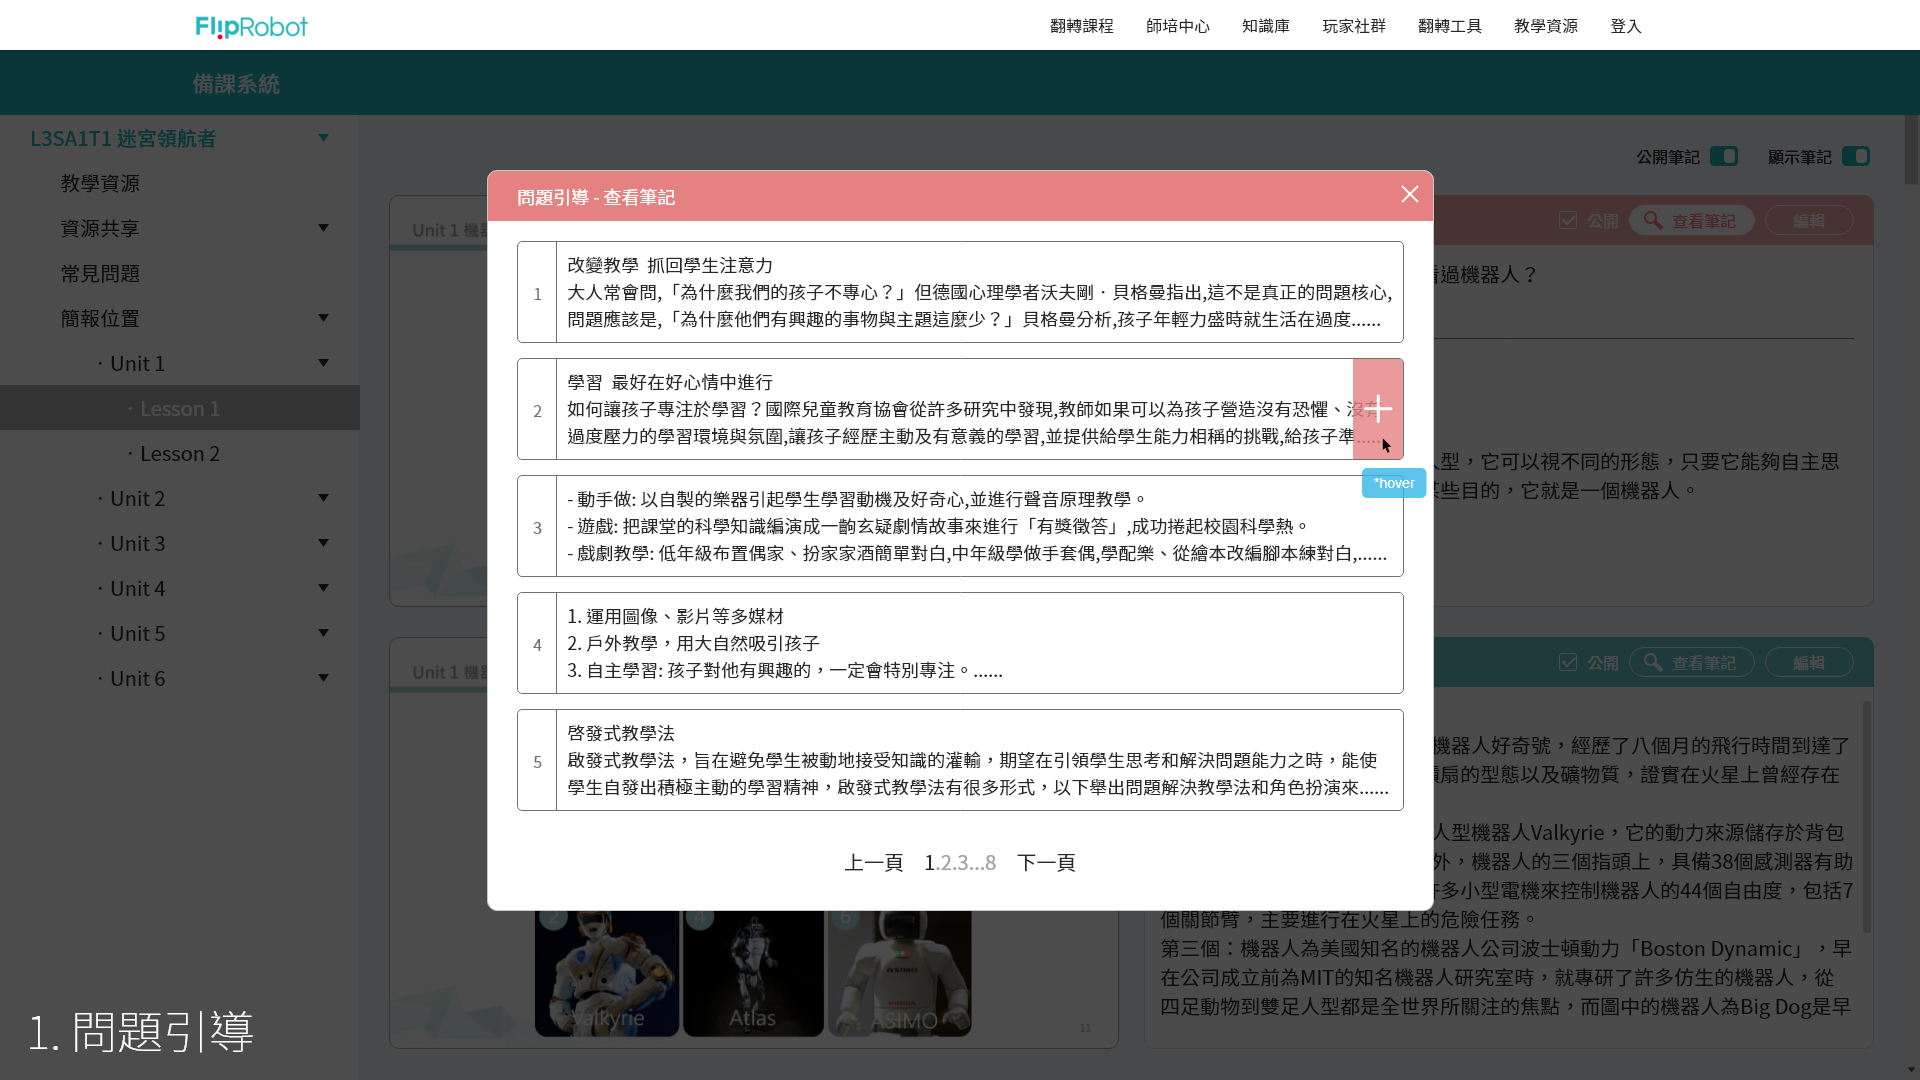 FlipRobot
翻轉課程 師培中心 知識庫 玩家社群 翻轉工具 教學資源 登入
備課系統
L3SA1T1 迷宮領航者
教學資源
資源共享
常見問題
簡報位置
· Unit 1
· Lesson 1
· Lesson 2
· Unit 2
· Unit 3
· Unit 4
· Unit 5
· Unit 6
1. 問題引導
公開筆記 顯示筆記
Unit 1 機器
公開 查看筆記 編輯
看過機器人？
人型，它可以視不同的形態，只要它能夠自主思
某些目的，它就是一個機器人。
問題引導 - 查看筆記
1
改變教學 抓回學生注意力
大人常會問,「為什麼我們的孩子不專心？」但德國心理學者沃夫剛．貝格曼指出,這不是真正的問題核心,
問題應該是,「為什麼他們有興趣的事物與主題這麼少？」貝格曼分析,孩子年輕力盛時就生活在過度......
2
學習 最好在好心情中進行
如何讓孩子專注於學習？國際兒童教育協會從許多研究中發現,教師如果可以為孩子營造沒有恐懼、沒有
過度壓力的學習環境與氛圍,讓孩子經歷主動及有意義的學習,並提供給學生能力相稱的挑戰,給孩子準......
*hover
3
- 動手做: 以自製的樂器引起學生學習動機及好奇心,並進行聲音原理教學。
- 遊戲: 把課堂的科學知識編演成一齣玄疑劇情故事來進行「有獎徵答」,成功捲起校園科學熱。
- 戲劇教學: 低年級布置偶家、扮家家酒簡單對白,中年級學做手套偶,學配樂、從繪本改編腳本練對白,......
4
1. 運用圖像、影片等多媒材
2. 戶外教學，用大自然吸引孩子
3. 自主學習: 孩子對他有興趣的，一定會特別專注。......
5
啓發式教學法
啟發式教學法，旨在避免學生被動地接受知識的灌輸，期望在引領學生思考和解決問題能力之時，能使
學生自發出積極主動的學習精神，啟發式教學法有很多形式，以下舉出問題解決教學法和角色扮演來......
上一頁 1.2.3...8 下一頁
Unit 1 機器
2 4 6
Valkyrie Atlas ASIMO
ASIMO
HONDA
11
公開 查看筆記 編輯
機器人好奇號，經歷了八個月的飛行時間到達了
扇的型態以及礦物質，證實在火星上曾經存在
人型機器人Valkyrie，它的動力來源儲存於背包
外，機器人的三個指頭上，具備38個感測器有助
許多小型電機來控制機器人的44個自由度，包括7
個關節臂，主要進行在火星上的危險任務。
第三個：機器人為美國知名的機器人公司波士頓動力「Boston Dynamic」，早
在公司成立前為MIT的知名機器人研究室時，就專研了許多仿生的機器人，從
四足動物到雙足人型都是全世界所關注的焦點，而圖中的機器人為Big Dog是早